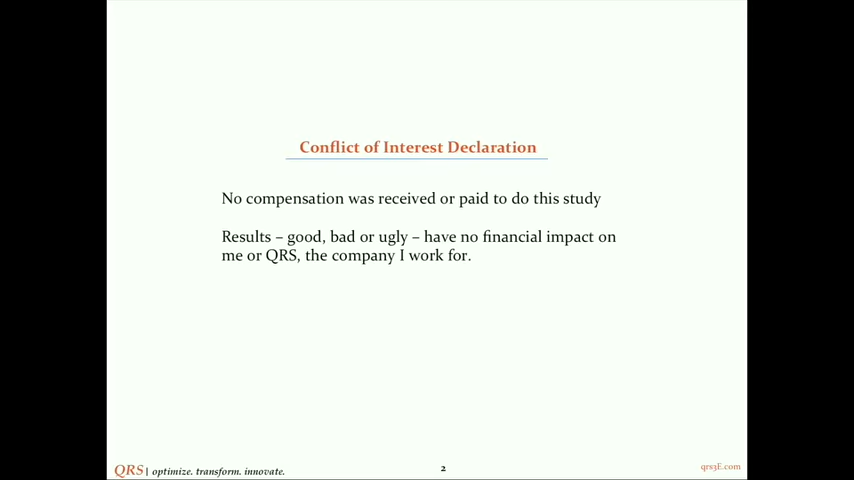 Conflict of Interest Declaration
No compensation was received or paid to do this study
Results – good, bad or ugly – have no financial impact on
me or QRS, the company I work for.
QRS| optimize. transform. innovate.
2
qrs3E.com